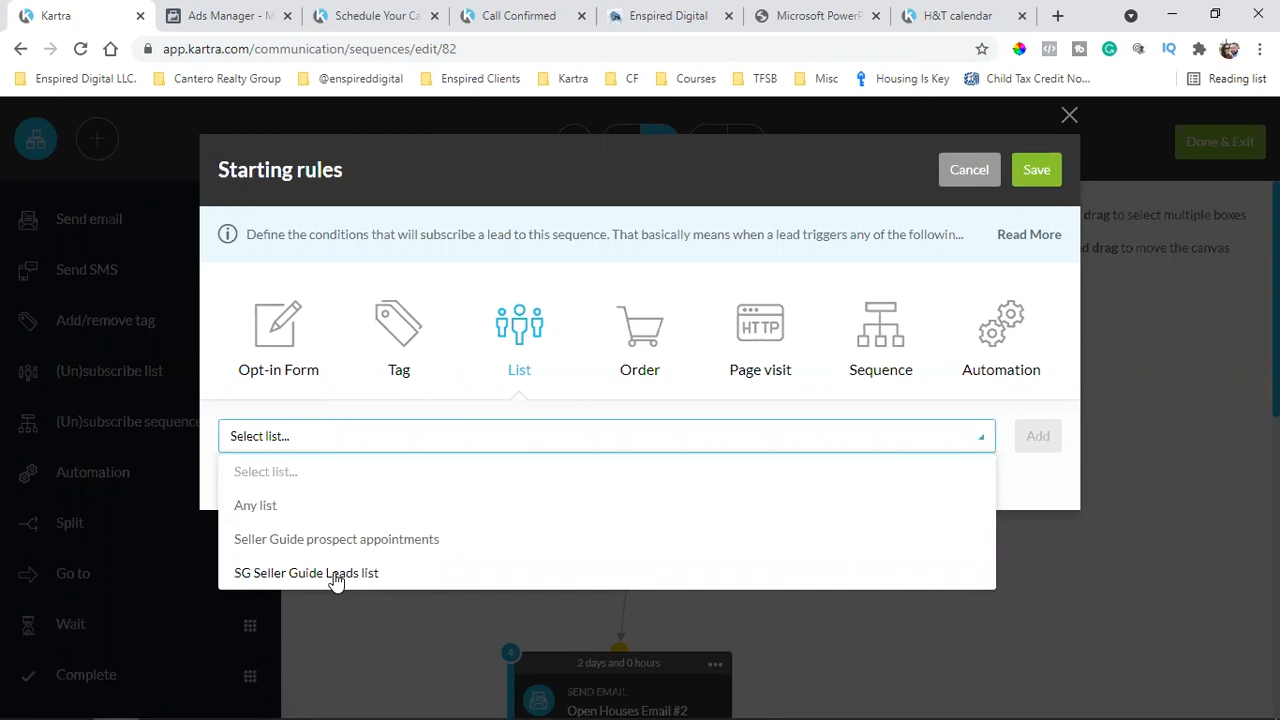 Kartra
Ads Manager - M
Schedule Your Ca
Call Confirmed
Enspired Digital
Microsoft PowerP
H&T calendar
app.kartra.com/communication/sequences/edit/82
IQ
Enspired Digital LLC.
Cantero Realty Group
@enspireddigital
Enspired Clients
Kartra
CF
Courses
TFSB
Misc
Housing Is Key
Child Tax Credit No...
Reading list
Done & Exit
Starting rules
Cancel
Save
Send email
Send SMS
Add/remove tag
(Un)subscribe list
(Un)subscribe sequence
Automation
Split
Go to
Wait
Complete
drag to select multiple boxes
d drag to move the canvas
Define the conditions that will subscribe a lead to this sequence. That basically means when a lead triggers any of the followin...
Read More
HTTP
Opt-in Form
Tag
List
Order
Page visit
Sequence
Automation
Select list...
Add
Select list...
Any list
Seller Guide prospect appointments
SG Seller Guide Leads list
4
2 days and 0 hours
SEND EMAIL
Open Houses Email #2